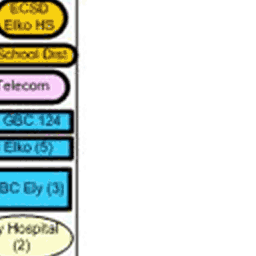 ECSD
Elko HS
School Dist
Telecom
GBC 124
Elko (5)
BC Ely (3)
y Hospital
(2)